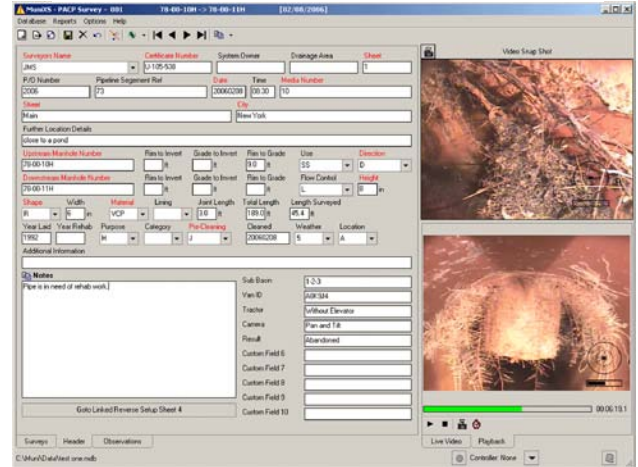 MuniXS - PACP Survey - 001 78-00-10H -> 78-00-11H [02/08/2006]
Database Reports Options Help
Surveyors Name Certificate Number System Owner Drainage Area Sheet
JMS U-105-538 1
P/O Number Pipeline Segement Ref Date Time Media Number
2006 73 20060208 08:30 10
Street City
Main New York
Further Location Details
close to a pond
Upstream Manhole Number Rim to Invert Grade to Invert Rim to Grade Use Direction
78-00-10H ft ft 9.0 ft SS D
Downstream Manhole Number Rim to Invert Grade to Invert Rim to Grade Flow Control Height
78-00-11H ft ft ft L 8 in
Shape Width Material Lining Joint Length Total Length Length Surveyed
R 6 in VCP 3.0 ft 189.0 ft 45.4 ft
Year Laid Year Rehab Purpose Category Pre-Cleaning Cleaned Weather Location
1992 H J 20060208 5 A
Additional Information
Notes
Pipe is in need of rehab work.
Sub Basin 1-2-3
Van ID
Tractor Without Elevator
Camera Pan and Tilt
Result Abandoned
Custom Field 6
Custom Field 7
Custom Field 8
Custom Field 9
Custom Field 10
Goto Linked Reverse Setup Sheet 4
Surveys Header Observations
C:\Muni\Data\test one.mdb
Video Snap Shot
00:06:19.1
Live Video Playback
Controller: None